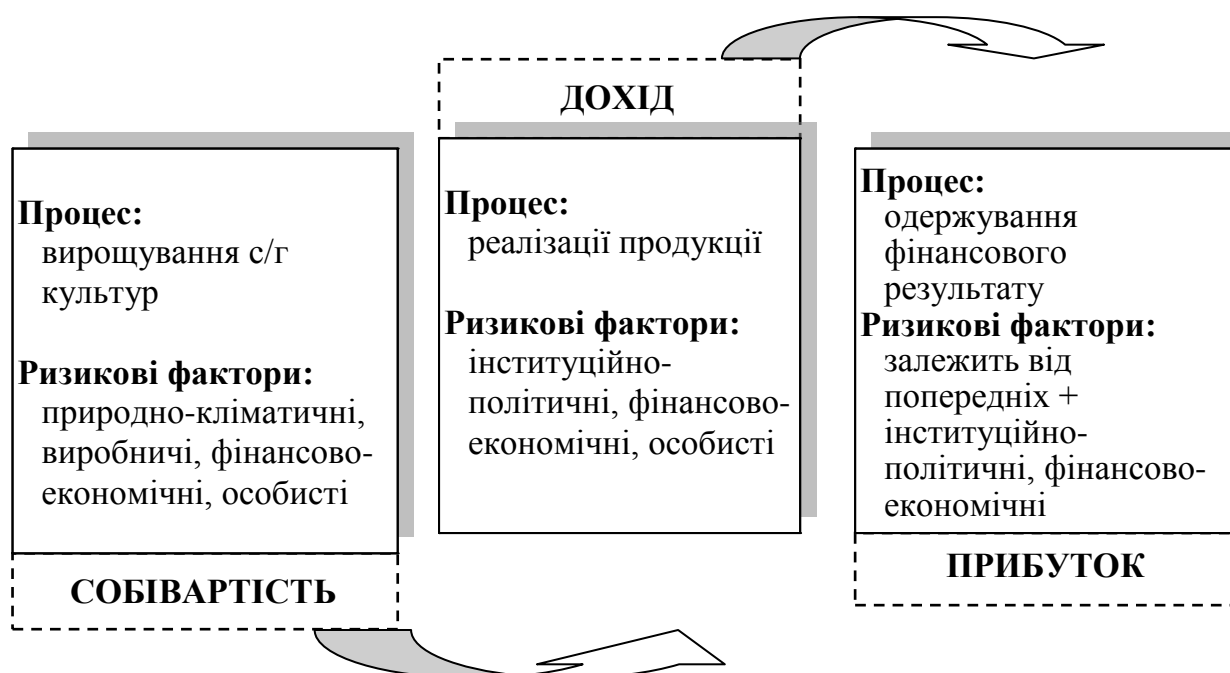 Процес:
вирощування с/г
культур
Ризикові фактори:
природно-кліматичні,
виробничі, фінансово-
економічні, особисті
СОБІВАРТІСТЬ
ДОХІД
Процес:
реалізації продукції
Ризикові фактори:
інституційно-
політичні, фінансово-
економічні, особисті
Процес:
одержування
фінансового
результату
Ризикові фактори:
залежить від
попередніх +
інституційно-
політичні, фінансово-
економічні
ПРИБУТОК